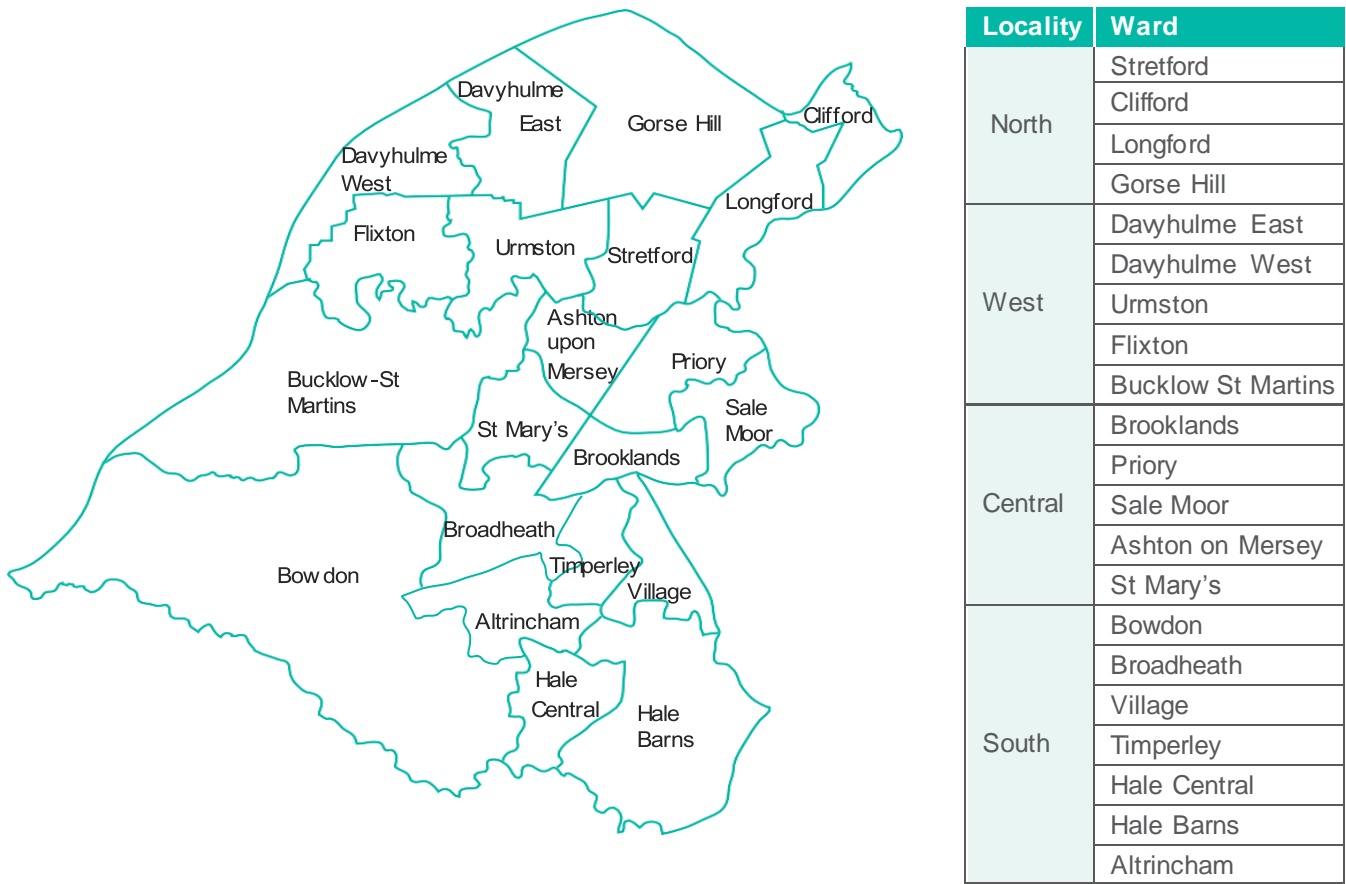 Davyhulme
East
Gorse Hill
Clifford
Davyhulme
West
Longford
Flixton
Urmston
Stretford
Ashton
upon
Mersey
Priory
Bucklow-St
Martins
Sale
Moor
St Mary's
Brooklands
Broadheath
Bowdon
Timperley
Village
Altrincham
Hale
Central
Hale
Barns
Locality Ward
North
Stretford
Clifford
Longford
Gorse Hill
West
Davyhulme East
Davyhulme West
Urmston
Flixton
Bucklow St Martins
Central
Brooklands
Priory
Sale Moor
Ashton on Mersey
St Mary's
South
Bowdon
Broadheath
Village
Timperley
Hale Central
Hale Barns
Altrincham